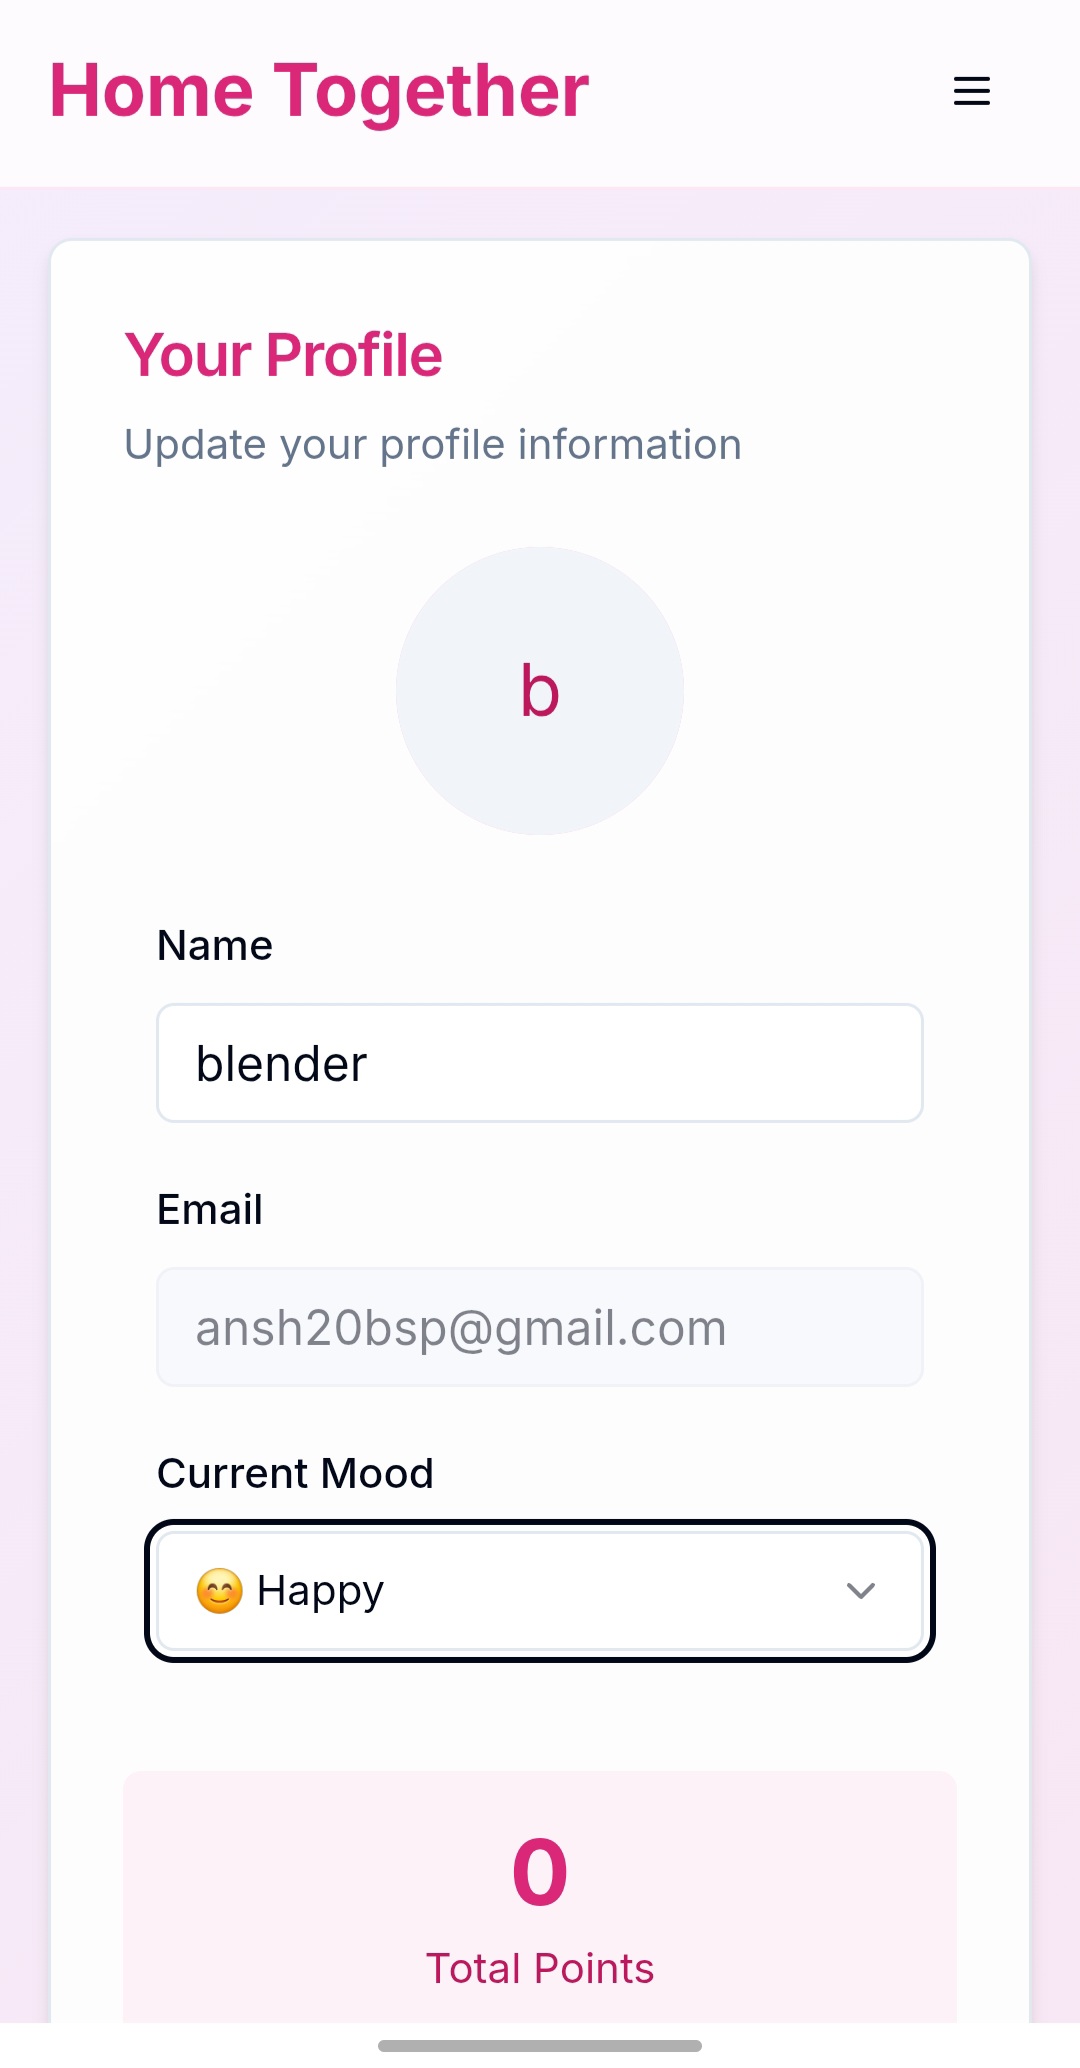 Home Together
Your Profile
Update your profile information
b
Name
blender
Email
ansh20bsp@gmail.com
Current Mood
😊 Happy
0
Total Points